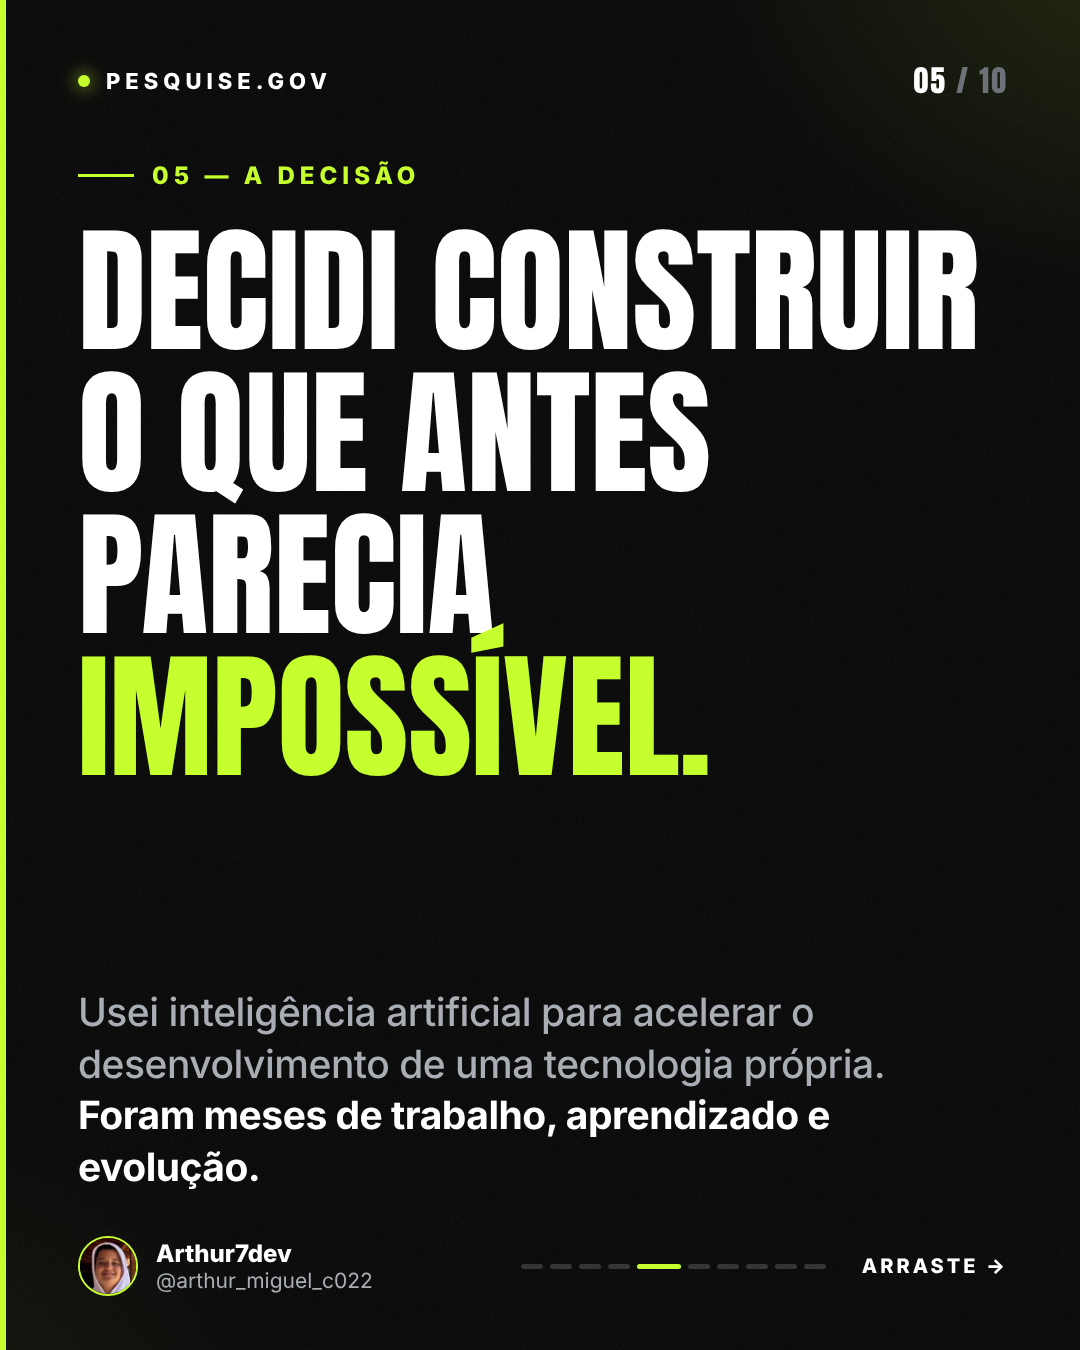 PESQUISE.GOV
05 / 10
05 — A DECISÃO
DECIDI CONSTRUIR
O QUE ANTES
PARECIA
IMPOSSÍVEL.
Usei inteligência artificial para acelerar o
desenvolvimento de uma tecnologia própria.
Foram meses de trabalho, aprendizado e
evolução.
Arthur7dev
@arthur_miguel_c022
ARRASTE →